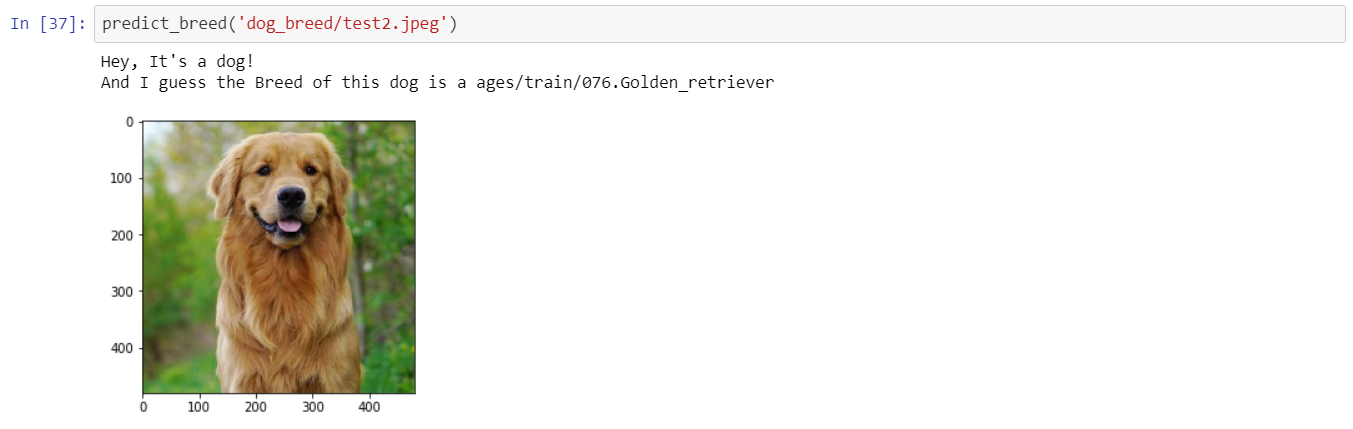 In [37]: predict_breed('dog_breed/test2.jpeg')
Hey, It's a dog!
And I guess the Breed of this dog is a ages/train/076.Golden_retriever
0
100
200
300
400
0 100 200 300 400